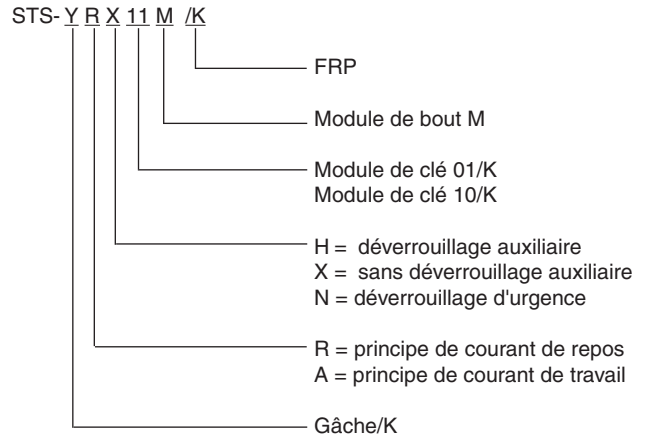 STS- Y R X 11 M /K
FRP
Module de bout M
Module de clé 01/K
Module de clé 10/K
H = déverrouillage auxiliaire
X = sans déverrouillage auxiliaire
N = déverrouillage d'urgence
R = principe de courant de repos
A = principe de courant de travail
Gâche/K